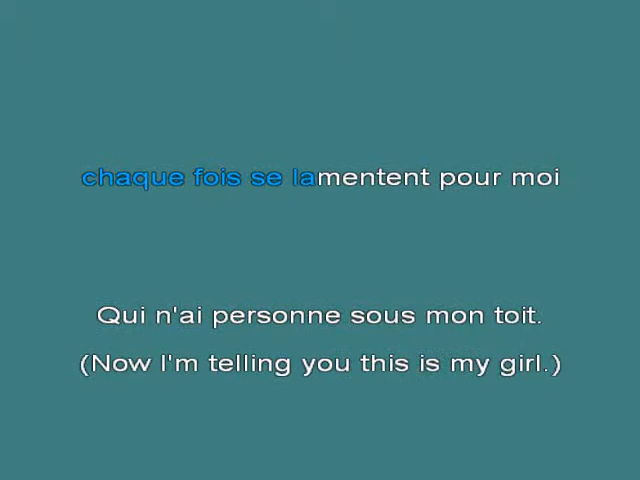 chaque fois se lamentent pour moi
Qui n'ai personne sous mon toit.
(Now I'm telling you this is my girl.)